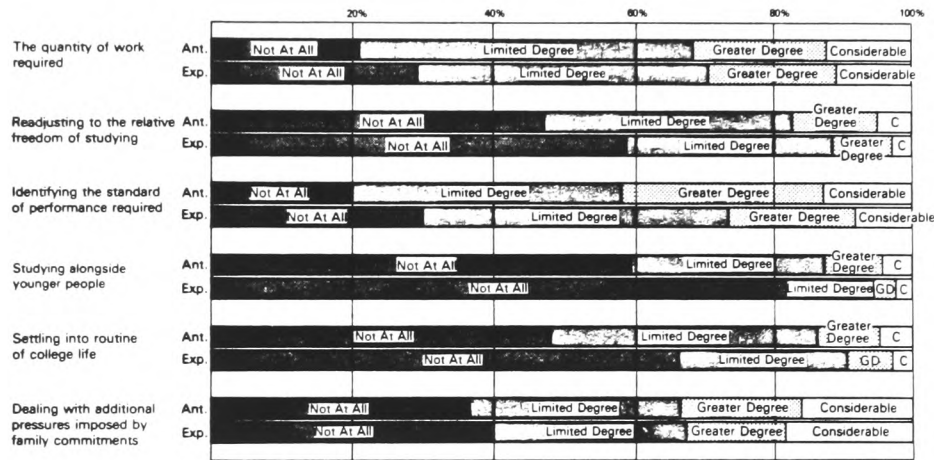 20% 40% 60% 80% 100%
The quantity of work required
Ant. Not At All Limited Degree Greater Degree Considerable
Exp. Not At All Limited Degree Greater Degree Considerable
Readjusting to the relative freedom of studying
Ant. Not At All Limited Degree Greater Degree C
Exp. Not At All Limited Degree Greater Degree C
Identifying the standard of performance required
Ant. Not At All Limited Degree Greater Degree Considerable
Exp. Not At All Limited Degree Greater Degree Considerable
Studying alongside younger people
Ant. Not At All Limited Degree Greater Degree C
Exp. Not At All Limited Degree GD C
Settling into routine of college life
Ant. Not At All Limited Degree Greater Degree C
Exp. Not At All Limited Degree GD C
Dealing with additional pressures imposed by family commitments
Ant. Not At All Limited Degree Greater Degree Considerable
Exp. Not At All Limited Degree Greater Degree Considerable